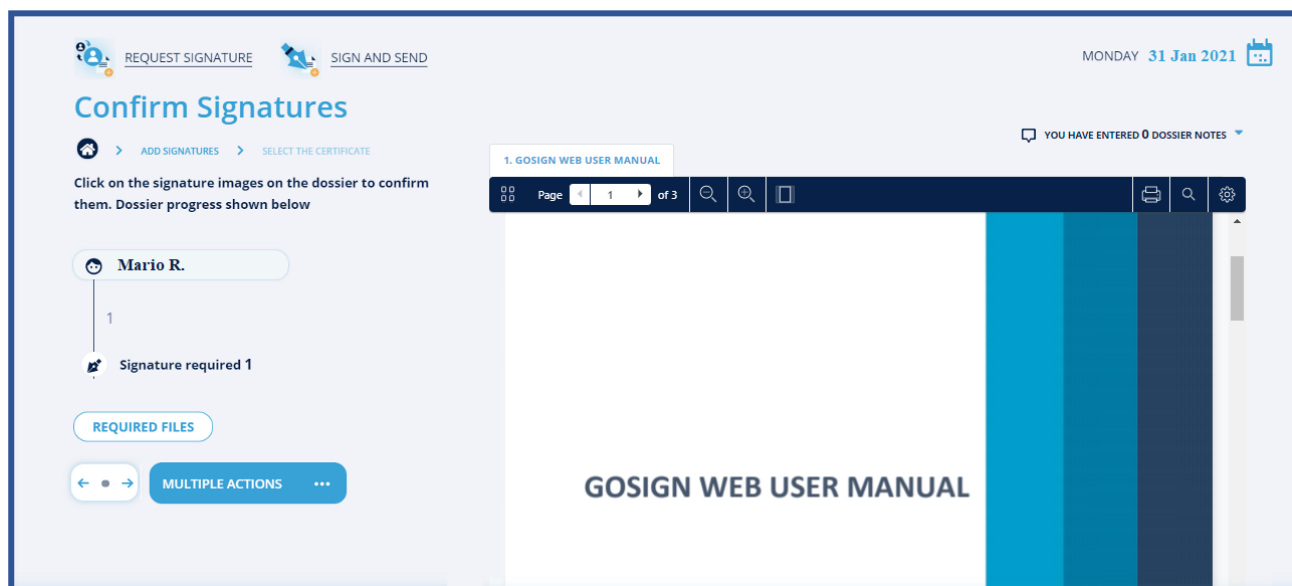 REQUEST SIGNATURE
SIGN AND SEND
MONDAY 31 Jan 2021
Confirm Signatures
YOU HAVE ENTERED 0 DOSSIER NOTES
ADD SIGNATURES
SELECT THE CERTIFICATE
1. GOSIGN WEB USER MANUAL
Click on the signature images on the dossier to confirm
them. Dossier progress shown below
Page 1 of 3
Mario R.
1
Signature required 1
REQUIRED FILES
MULTIPLE ACTIONS
GOSIGN WEB USER MANUAL